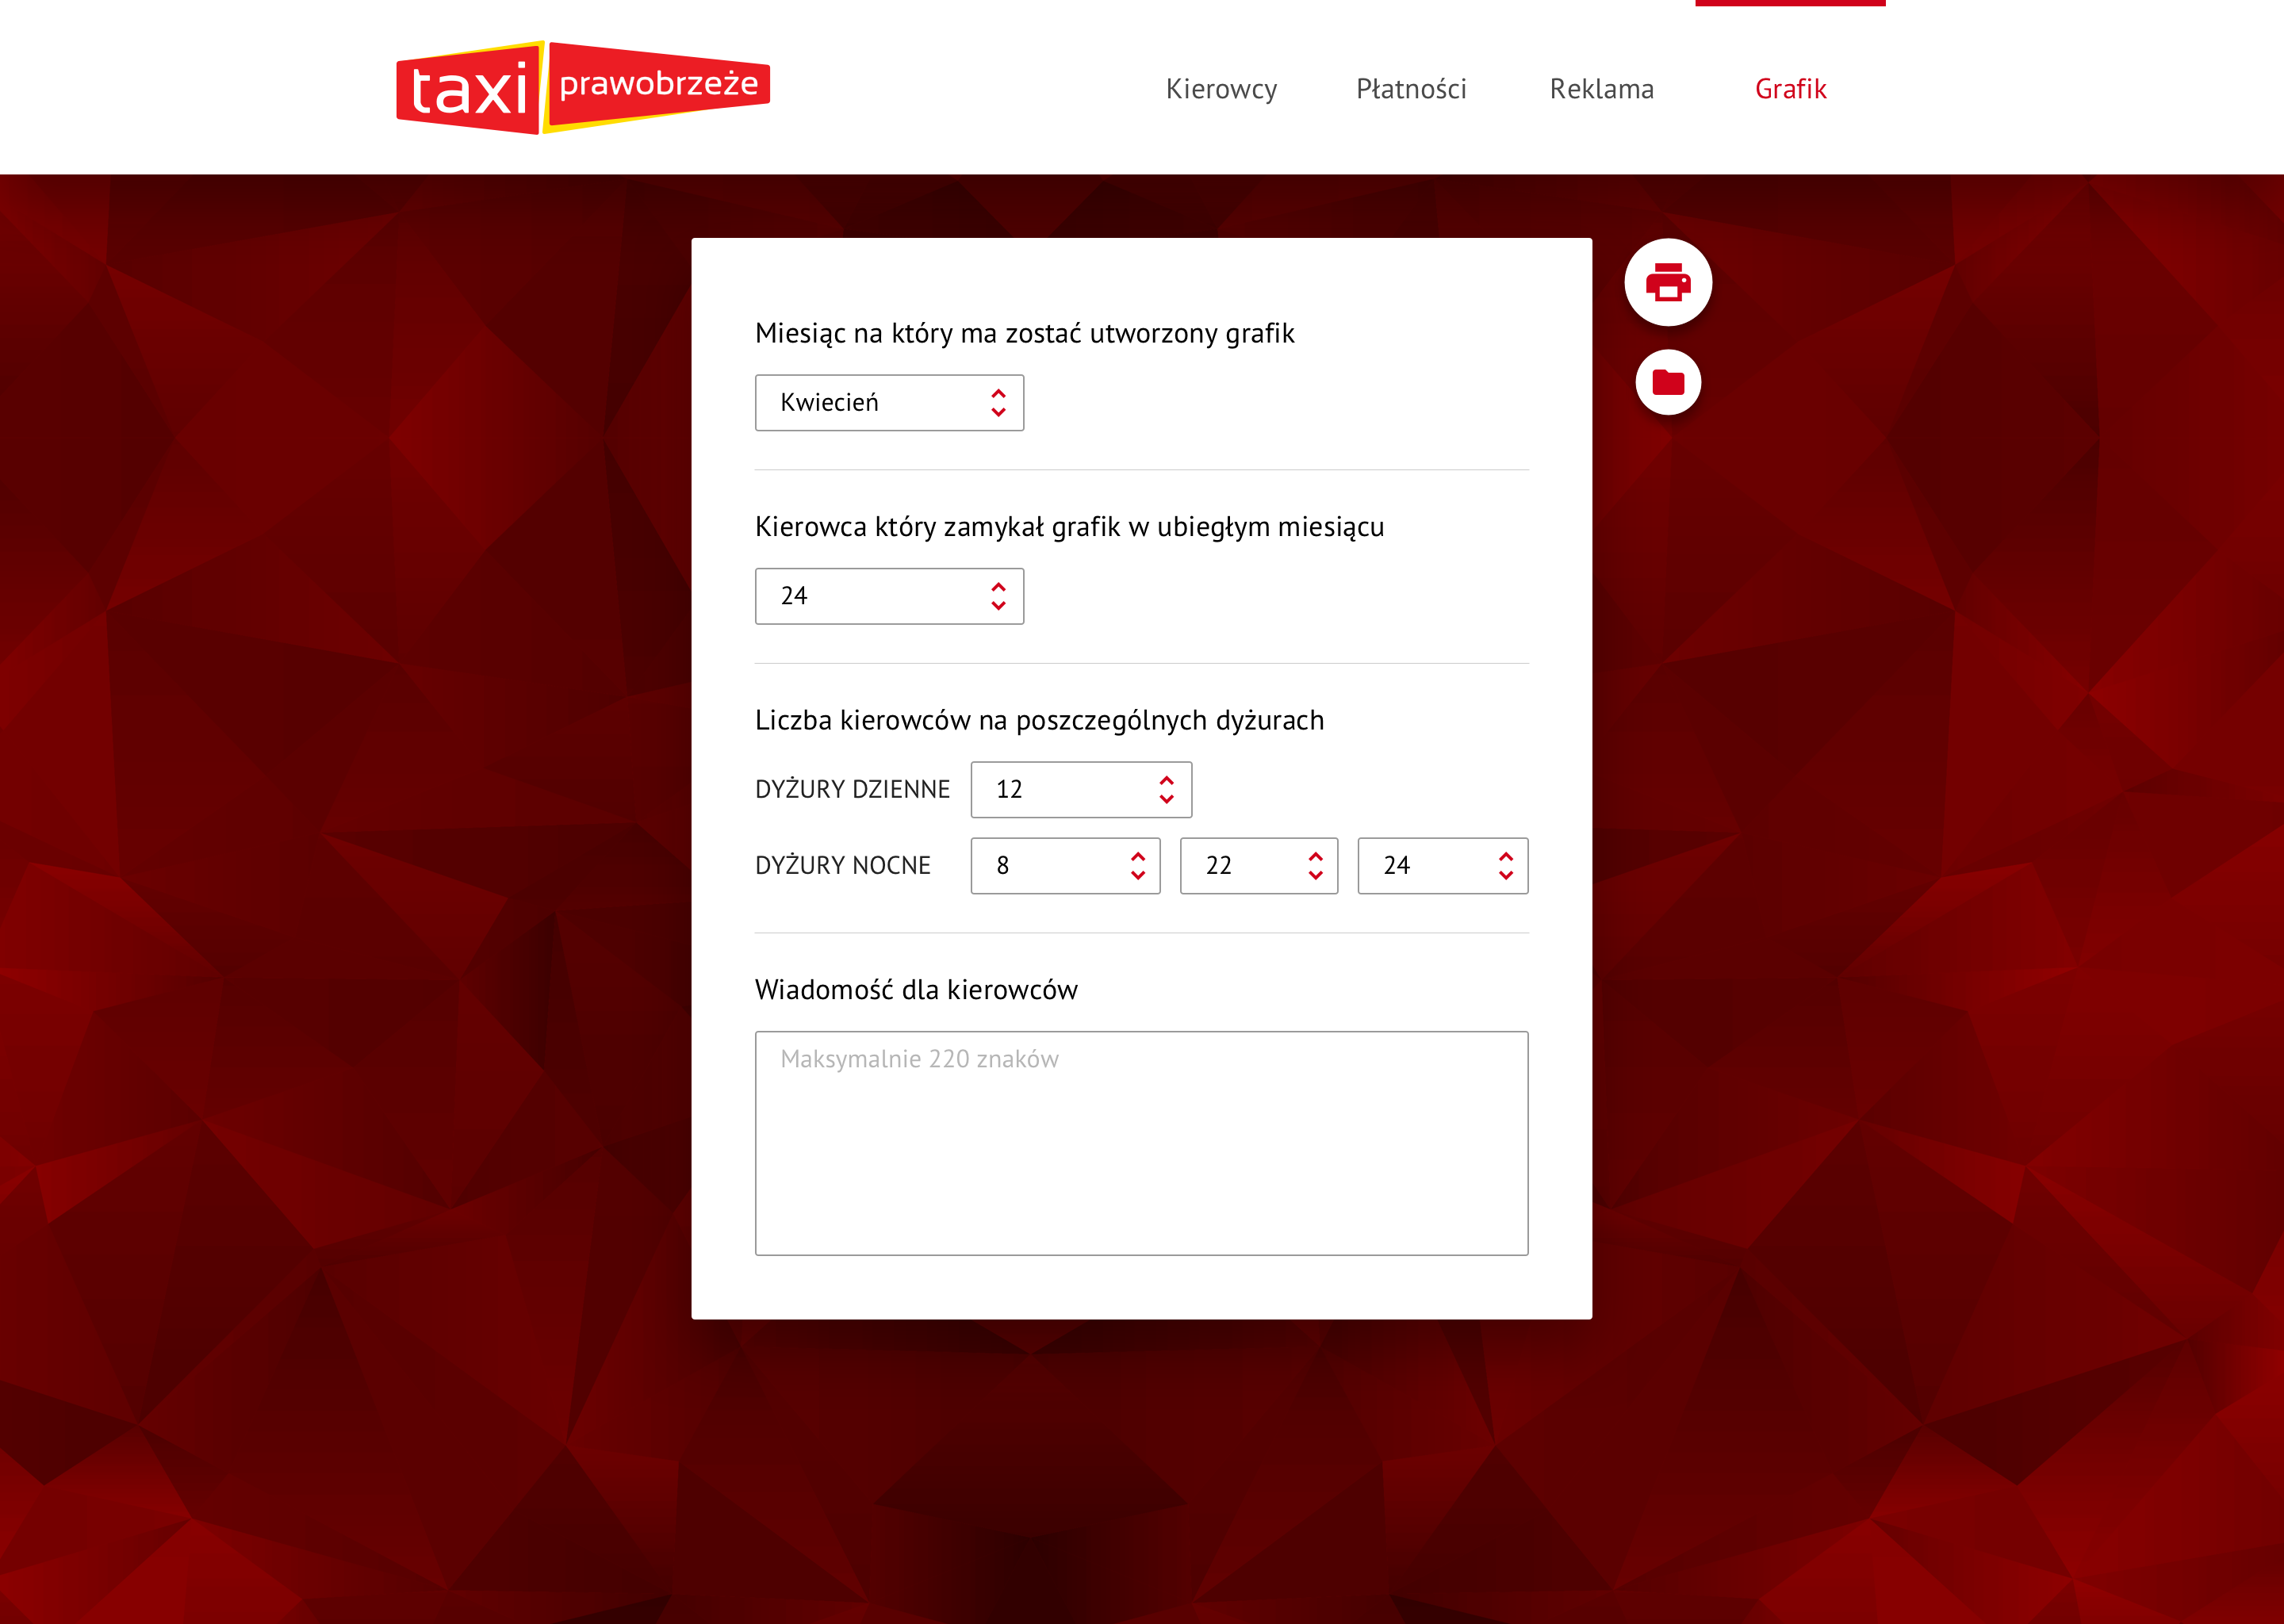 taxi prawobrzeże
Kierowcy Płatności Reklama Grafik
Miesiąc na który ma zostać utworzony grafik
Kwiecień
Kierowca który zamykał grafik w ubiegłym miesiącu
24
Liczba kierowców na poszczególnych dyżurach
DYŻURY DZIENNE 12
DYŻURY NOCNE 8 22 24
Wiadomość dla kierowców
Maksymalnie 220 znaków